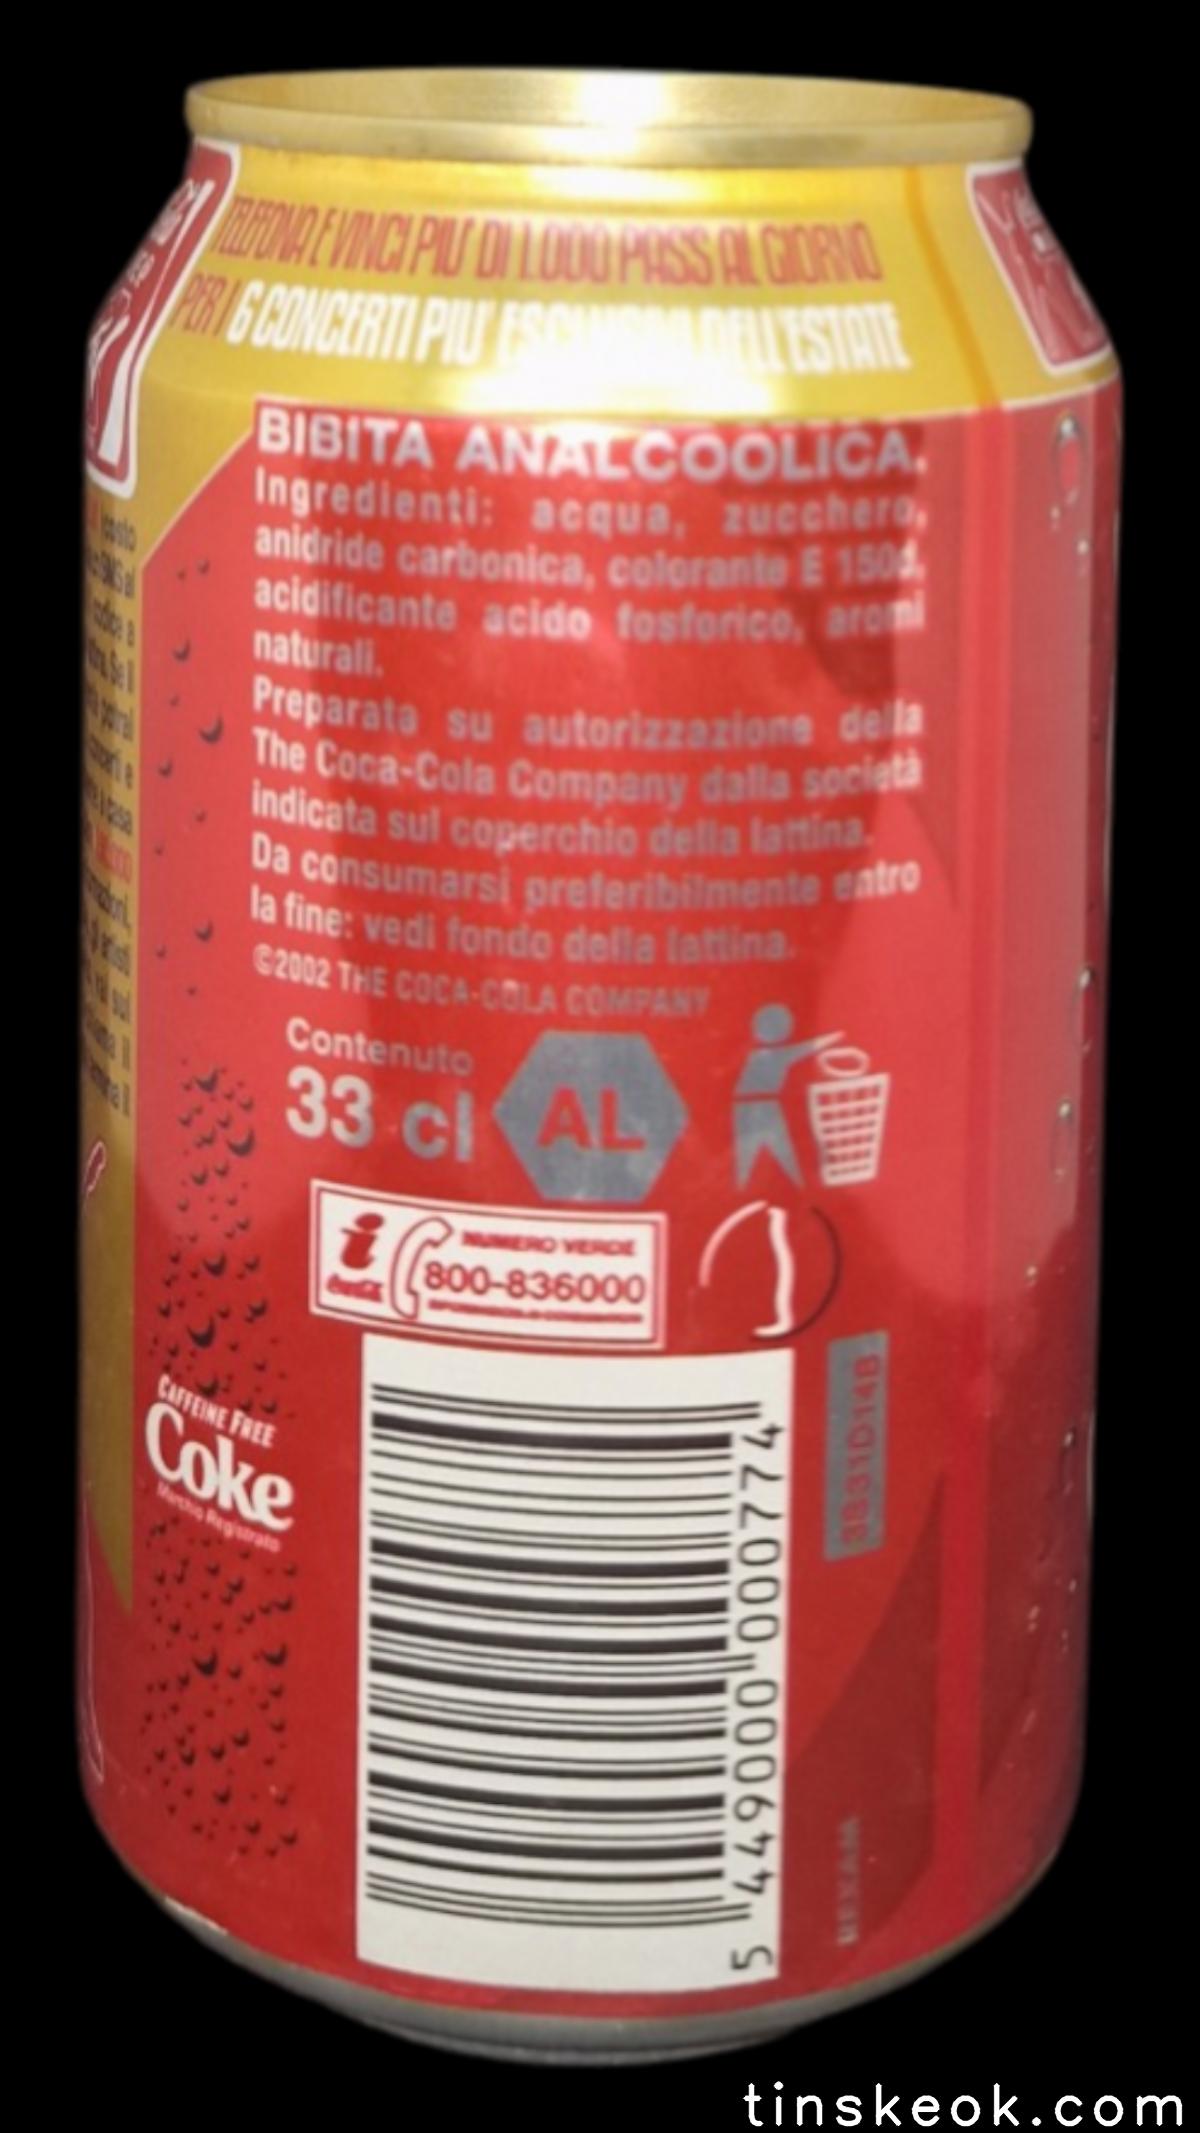 TELEFONA E VINCI PIU' DI 1.000 PASS AL GIORNO
PER I 6 CONCERTI PIU' ESCLUSIVI DELL'ESTATE
BIBITA ANALCOOLICA.
Ingredienti: acqua, zucchero,
anidride carbonica, colorante E 150d,
acidificante acido fosforico, aromi
naturali.
Preparata su autorizzazione della
The Coca-Cola Company dalla società
indicata sul coperchio della lattina.
Da consumarsi preferibilmente entro
la fine: vedi fondo della lattina.
©2002 THE COCA-COLA COMPANY
Contenuto
33 cl
AL
i
NUMERO VERDE
800-836000
CAFFEINE FREE
Coke
Marchio Registrato
5 449000 000774
REXAM
tinskeok.com